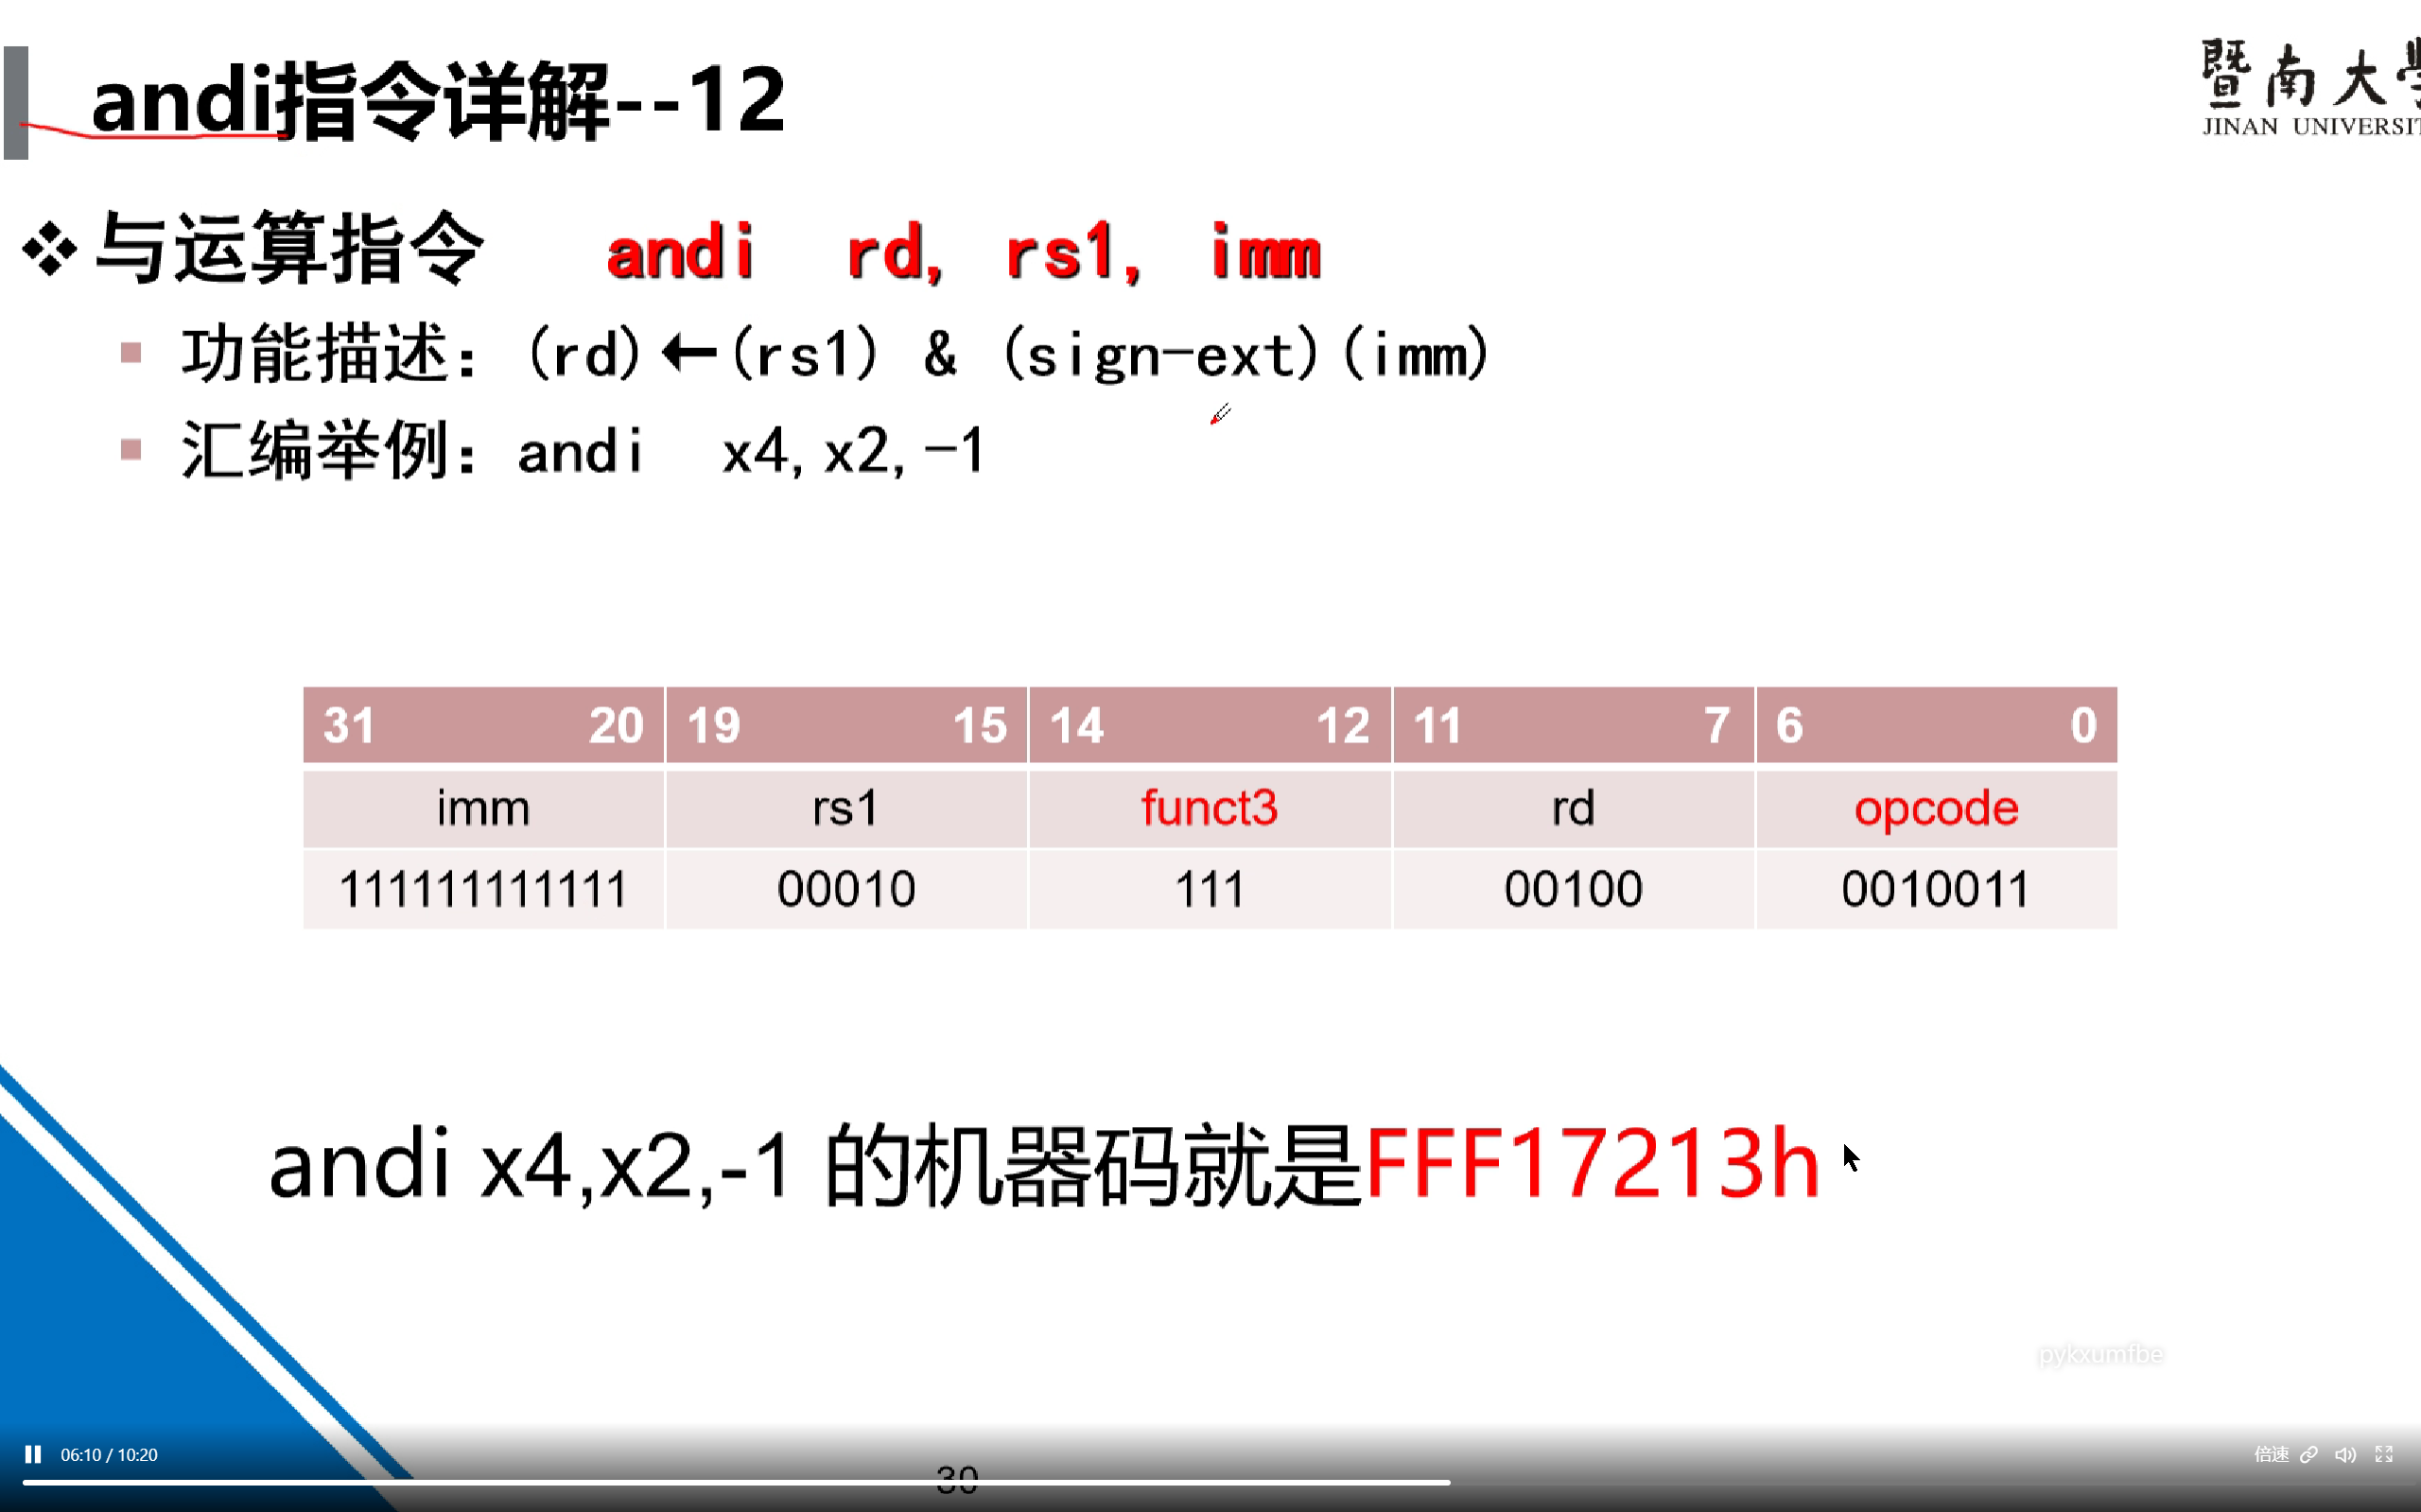 andi指令详解--12
暨南大
JINAN UNIVERSIT
与运算指令 andi rd, rs1, imm
功能描述：(rd)←(rs1) & (sign-ext)(imm)
汇编举例：andi x4,x2,-1
31 20 19 15 14 12 11 7 6 0
imm rs1 funct3 rd opcode
111111111111 00010 111 00100 0010011
andi x4,x2,-1 的机器码就是FFF17213h
pykxumfbe
06:10 / 10:20
倍速
30